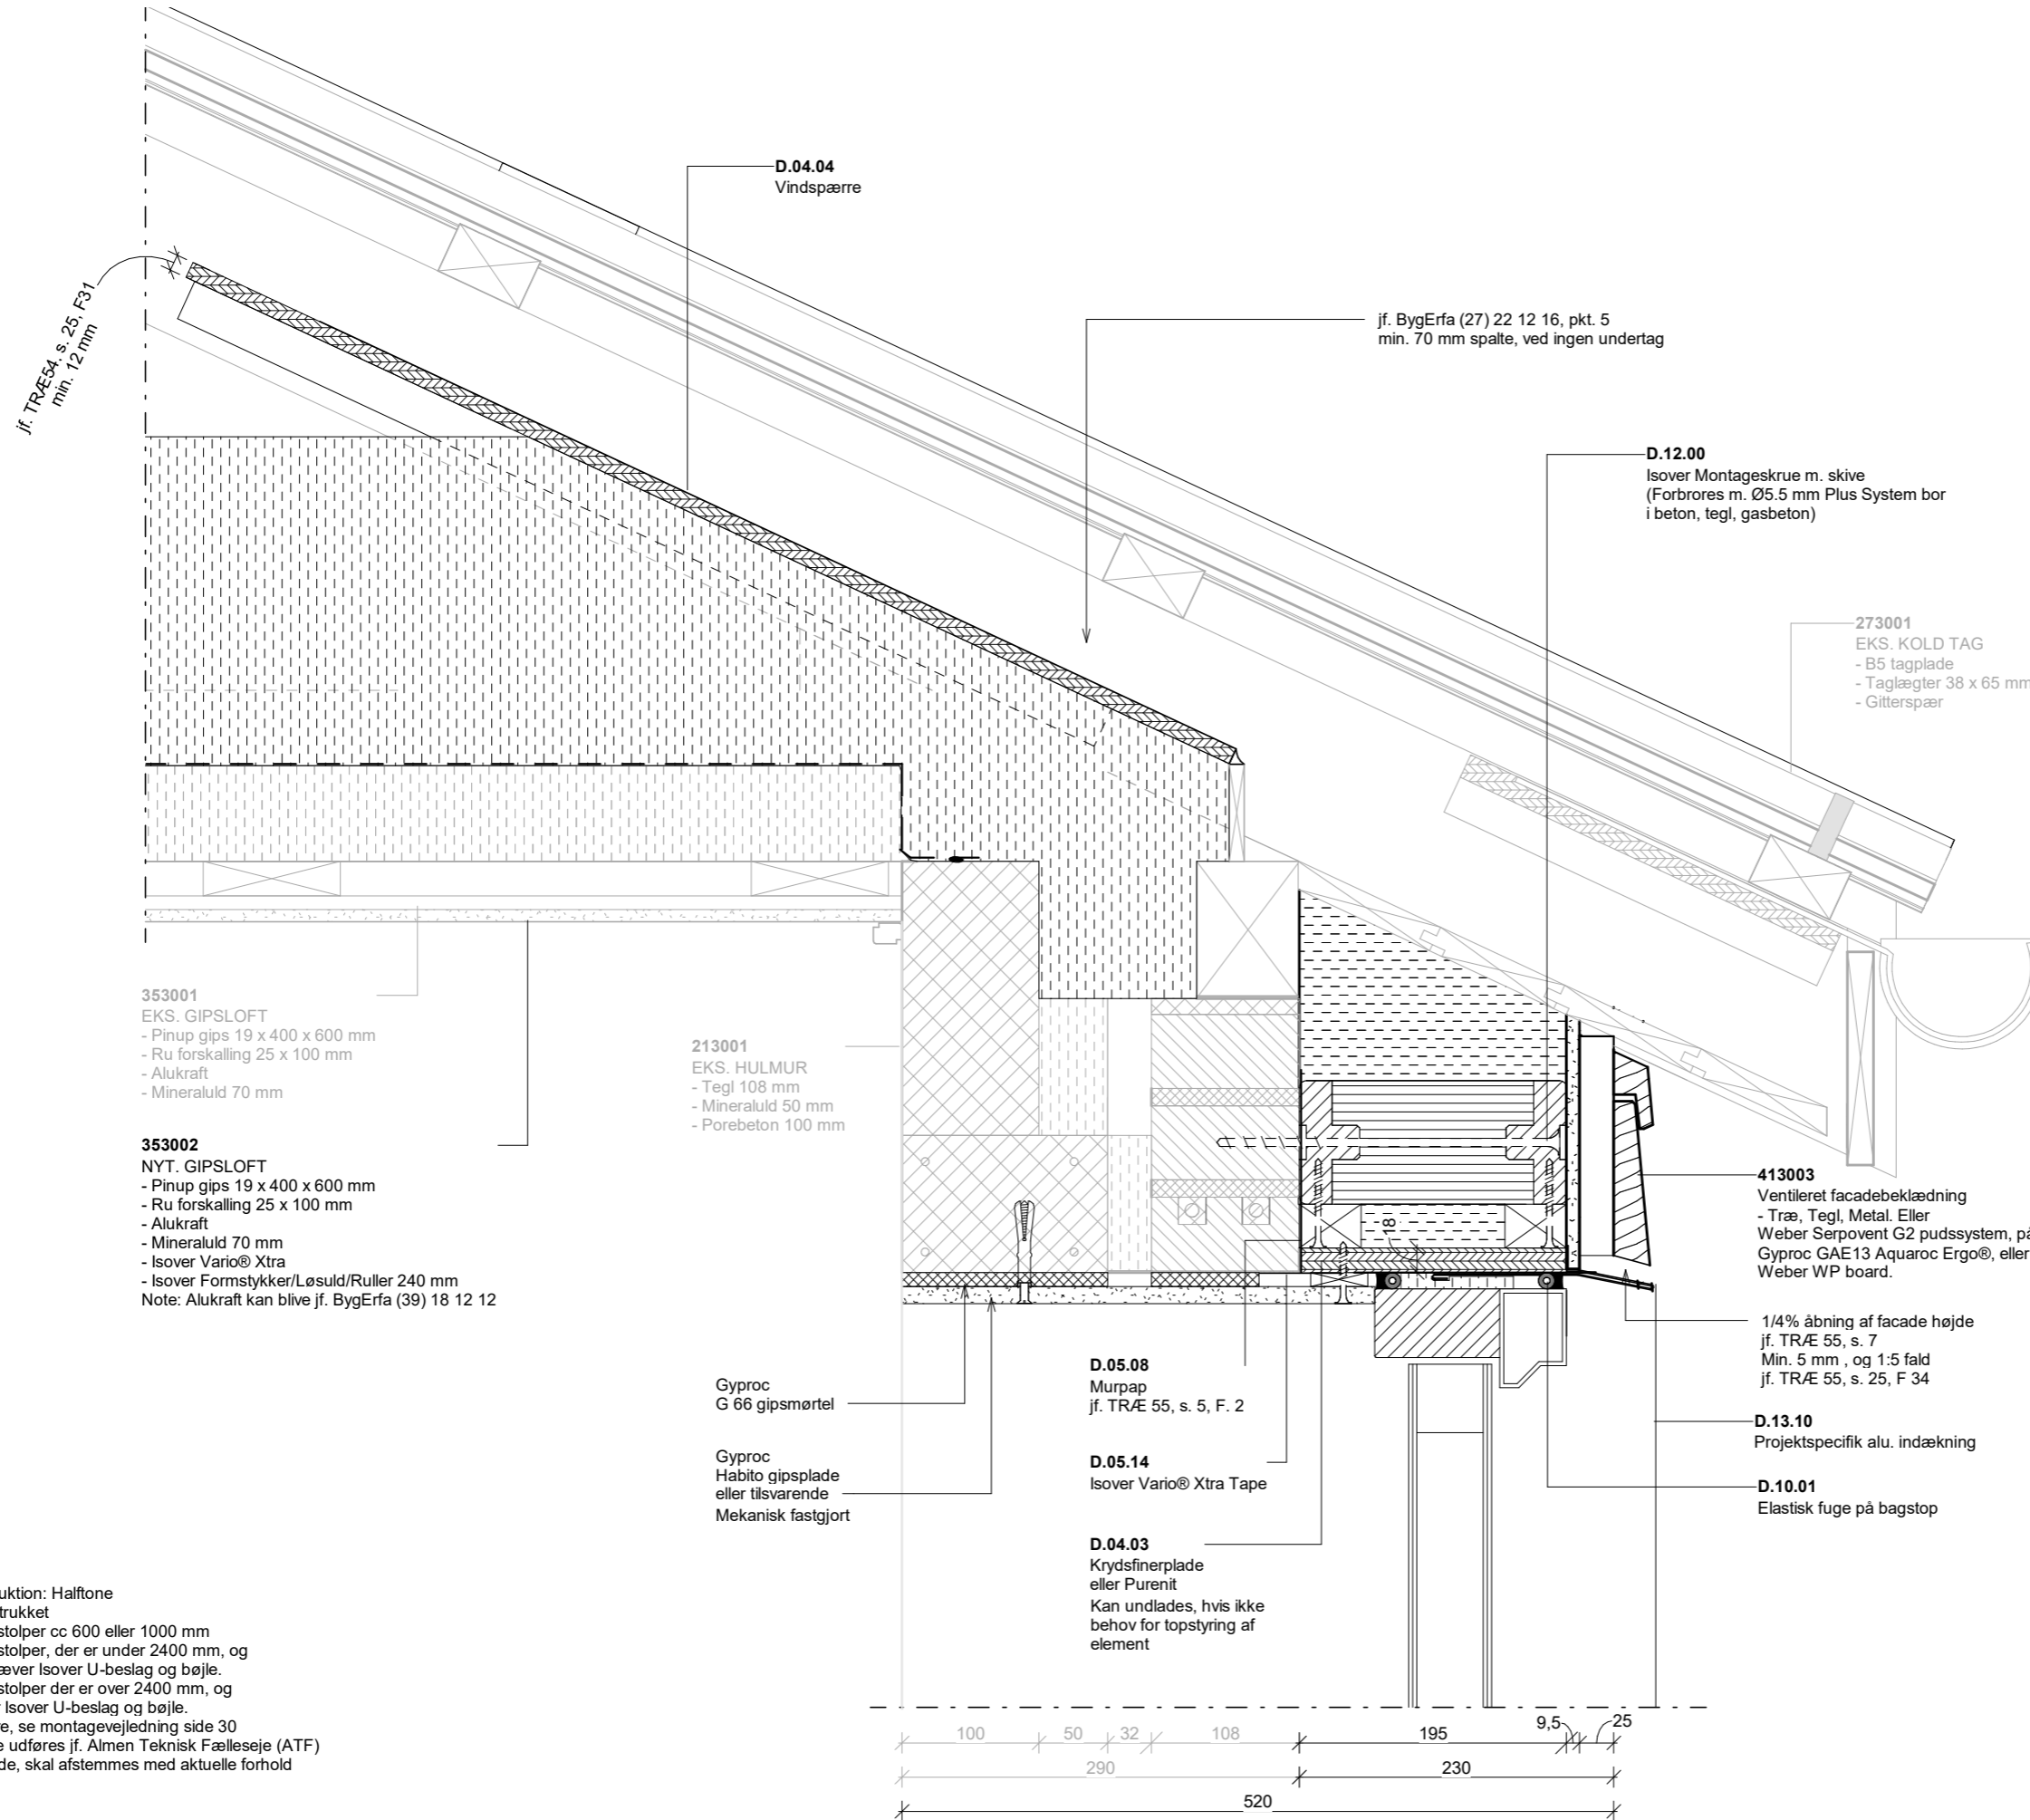 D.04.04
Vindspærre
jf. TRÆ54, s. 25, F31
min. 12 mm
jf. BygErfa (27) 22 12 16, pkt. 5
min. 70 mm spalte, ved ingen undertag
D.12.00
Isover Montageskrue m. skive
(Forbrores m. Ø5.5 mm Plus System bor
i beton, tegl, gasbeton)
273001
EKS. KOLD TAG
- B5 tagplade
- Taglægter 38 x 65 mm
- Gitterspær
353001
EKS. GIPSLOFT
- Pinup gips 19 x 400 x 600 mm
- Ru forskalling 25 x 100 mm
- Alukraft
- Mineraluld 70 mm
213001
EKS. HULMUR
- Tegl 108 mm
- Mineraluld 50 mm
- Porebeton 100 mm
353002
NYT. GIPSLOFT
- Pinup gips 19 x 400 x 600 mm
- Ru forskalling 25 x 100 mm
- Alukraft
- Mineraluld 70 mm
- Isover Vario® Xtra
- Isover Formstykker/Løsuld/Ruller 240 mm
Note: Alukraft kan blive jf. BygErfa (39) 18 12 12
413003
Ventileret facadebeklædning
- Træ, Tegl, Metal. Eller
Weber Serpovent G2 pudssystem, på
Gyproc GAE13 Aquaroc Ergo®, eller
Weber WP board.
18
1/4% åbning af facade højde
jf. TRÆ 55, s. 7
Min. 5 mm , og 1:5 fald
jf. TRÆ 55, s. 25, F 34
Gyproc
G 66 gipsmørtel
D.05.08
Murpap
jf. TRÆ 55, s. 5, F. 2
D.13.10
Projektspecifik alu. indækning
Gyproc
Habito gipsplade
eller tilsvarende
Mekanisk fastgjort
D.05.14
Isover Vario® Xtra Tape
D.10.01
Elastisk fuge på bagstop
D.04.03
Krydsfinerplade
eller Purenit
Kan undlades, hvis ikke
behov for topstyring af
element
uktion: Halftone
trukket
stolper cc 600 eller 1000 mm
stolper, der er under 2400 mm, og
æver Isover U-beslag og bøjle.
stolper der er over 2400 mm, og
Isover U-beslag og bøjle.
e, se montagevejledning side 30
e udføres jf. Almen Teknisk Fælleseje (ATF)
de, skal afstemmes med aktuelle forhold
100 50 32 108 195 9,5 25
290 230
520